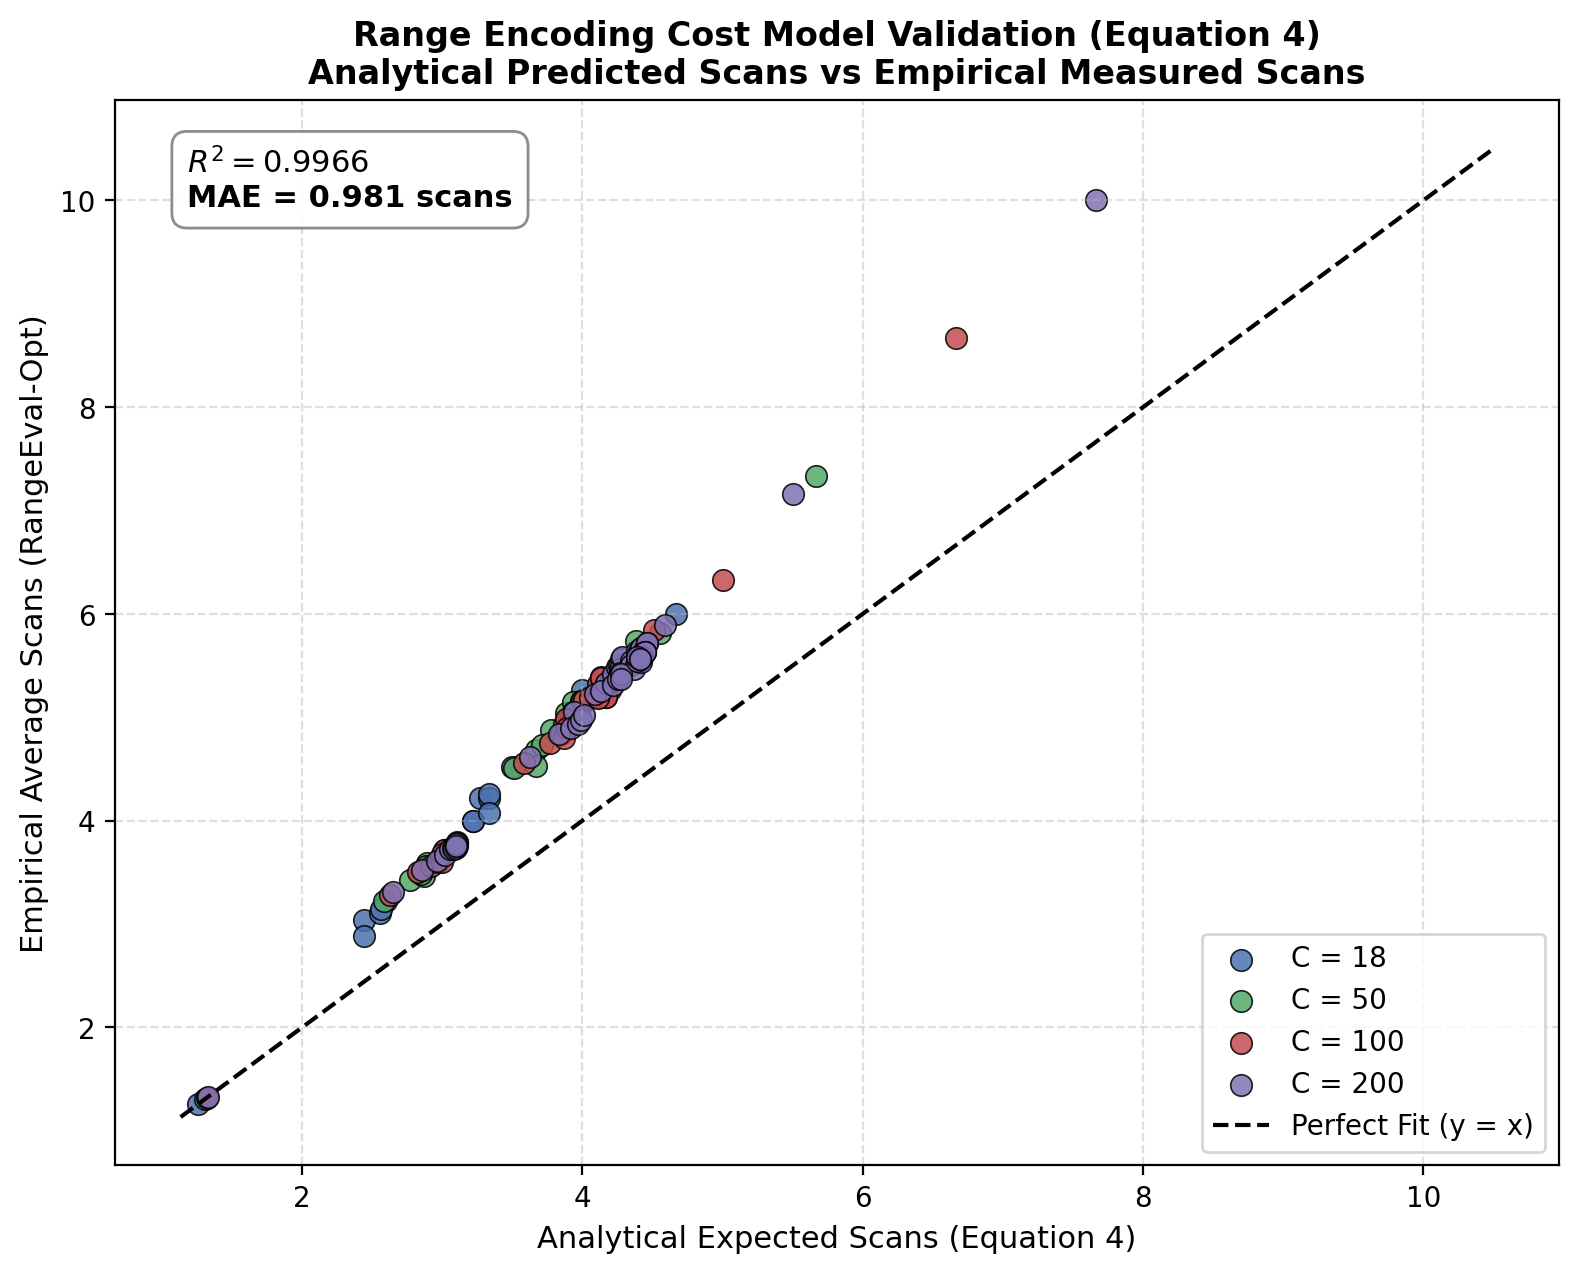 Range Encoding Cost Model Validation (Equation 4)
Analytical Predicted Scans vs Empirical Measured Scans
R² = 0.9966
MAE = 0.981 scans
Empirical Average Scans (RangeEval-Opt)
10
8
6
4
2
C = 18
C = 50
C = 100
C = 200
Perfect Fit (y = x)
2
4
6
8
10
Analytical Expected Scans (Equation 4)